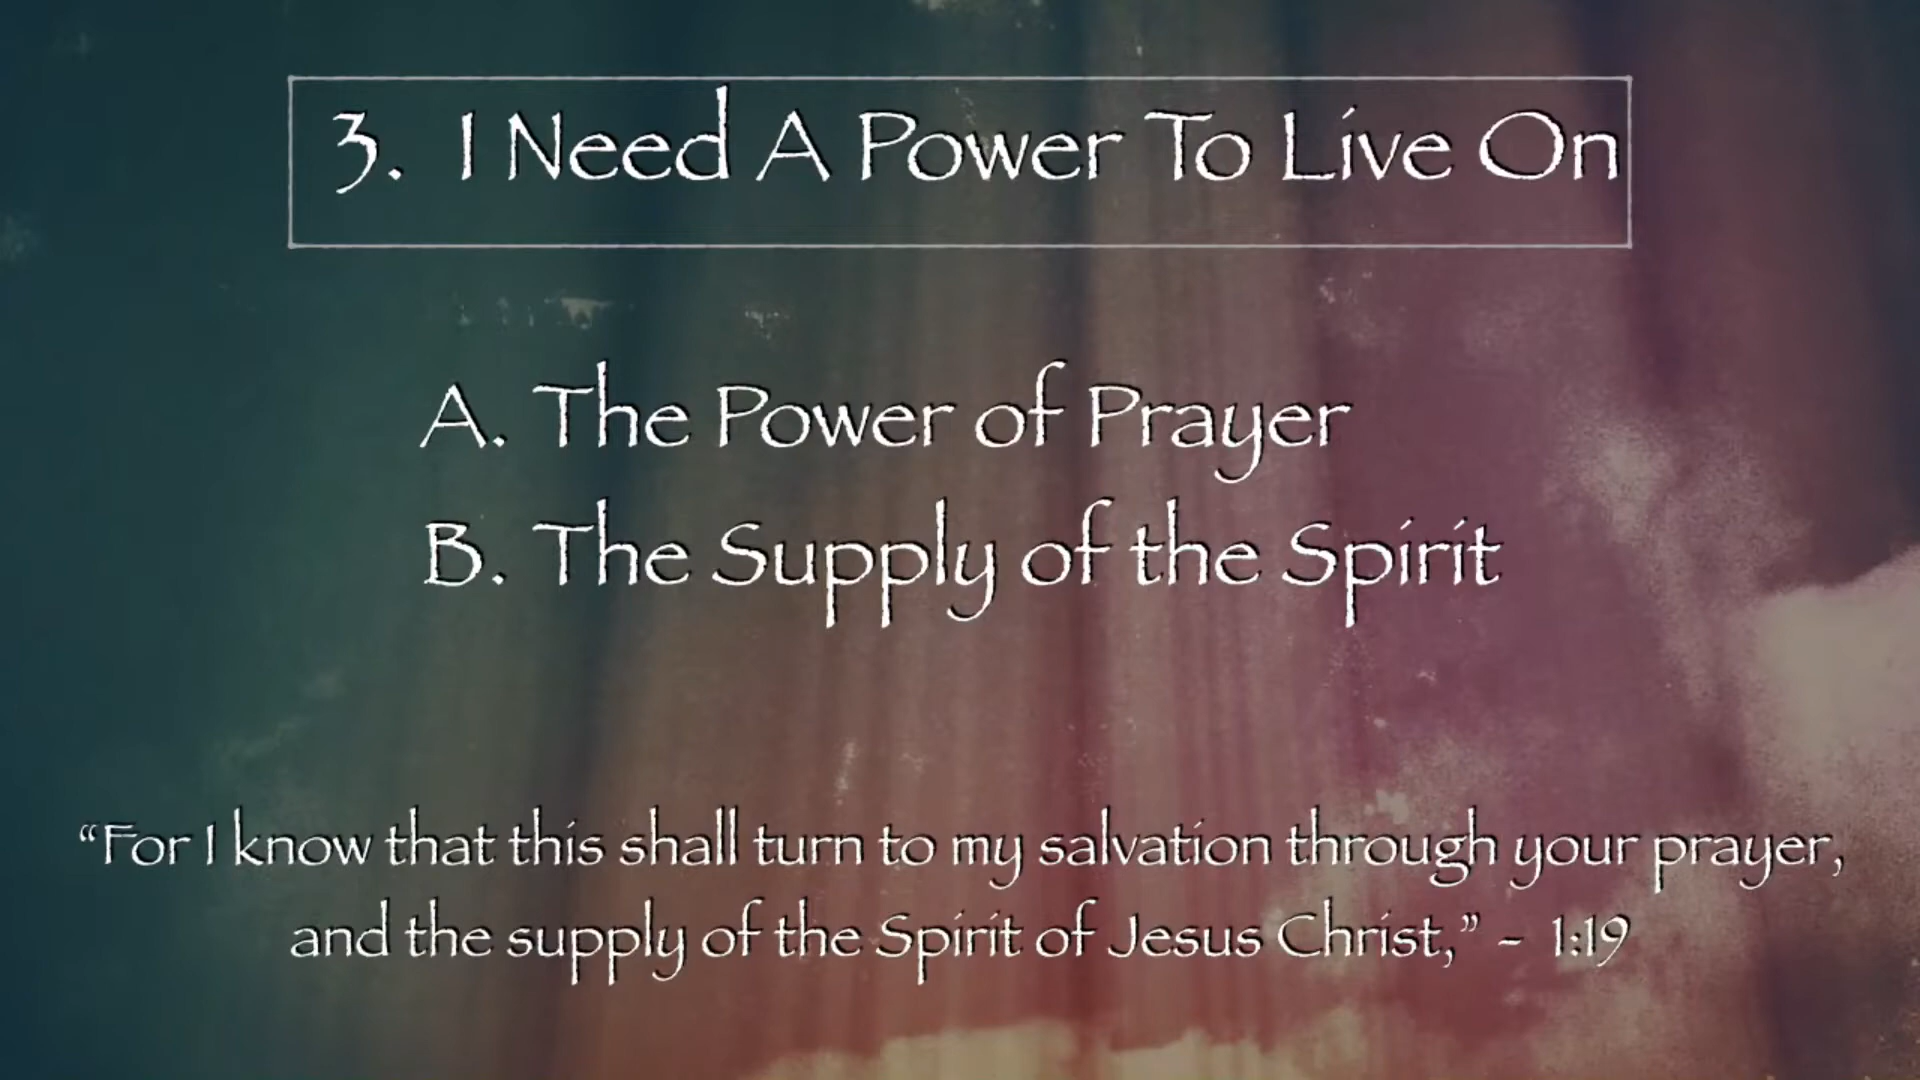 3. I Need A Power To Live On
A. The Power of Prayer
B. The Supply of the Spirit
“For I know that this shall turn to my salvation through your prayer,
and the supply of the Spirit of Jesus Christ,” - 1:19